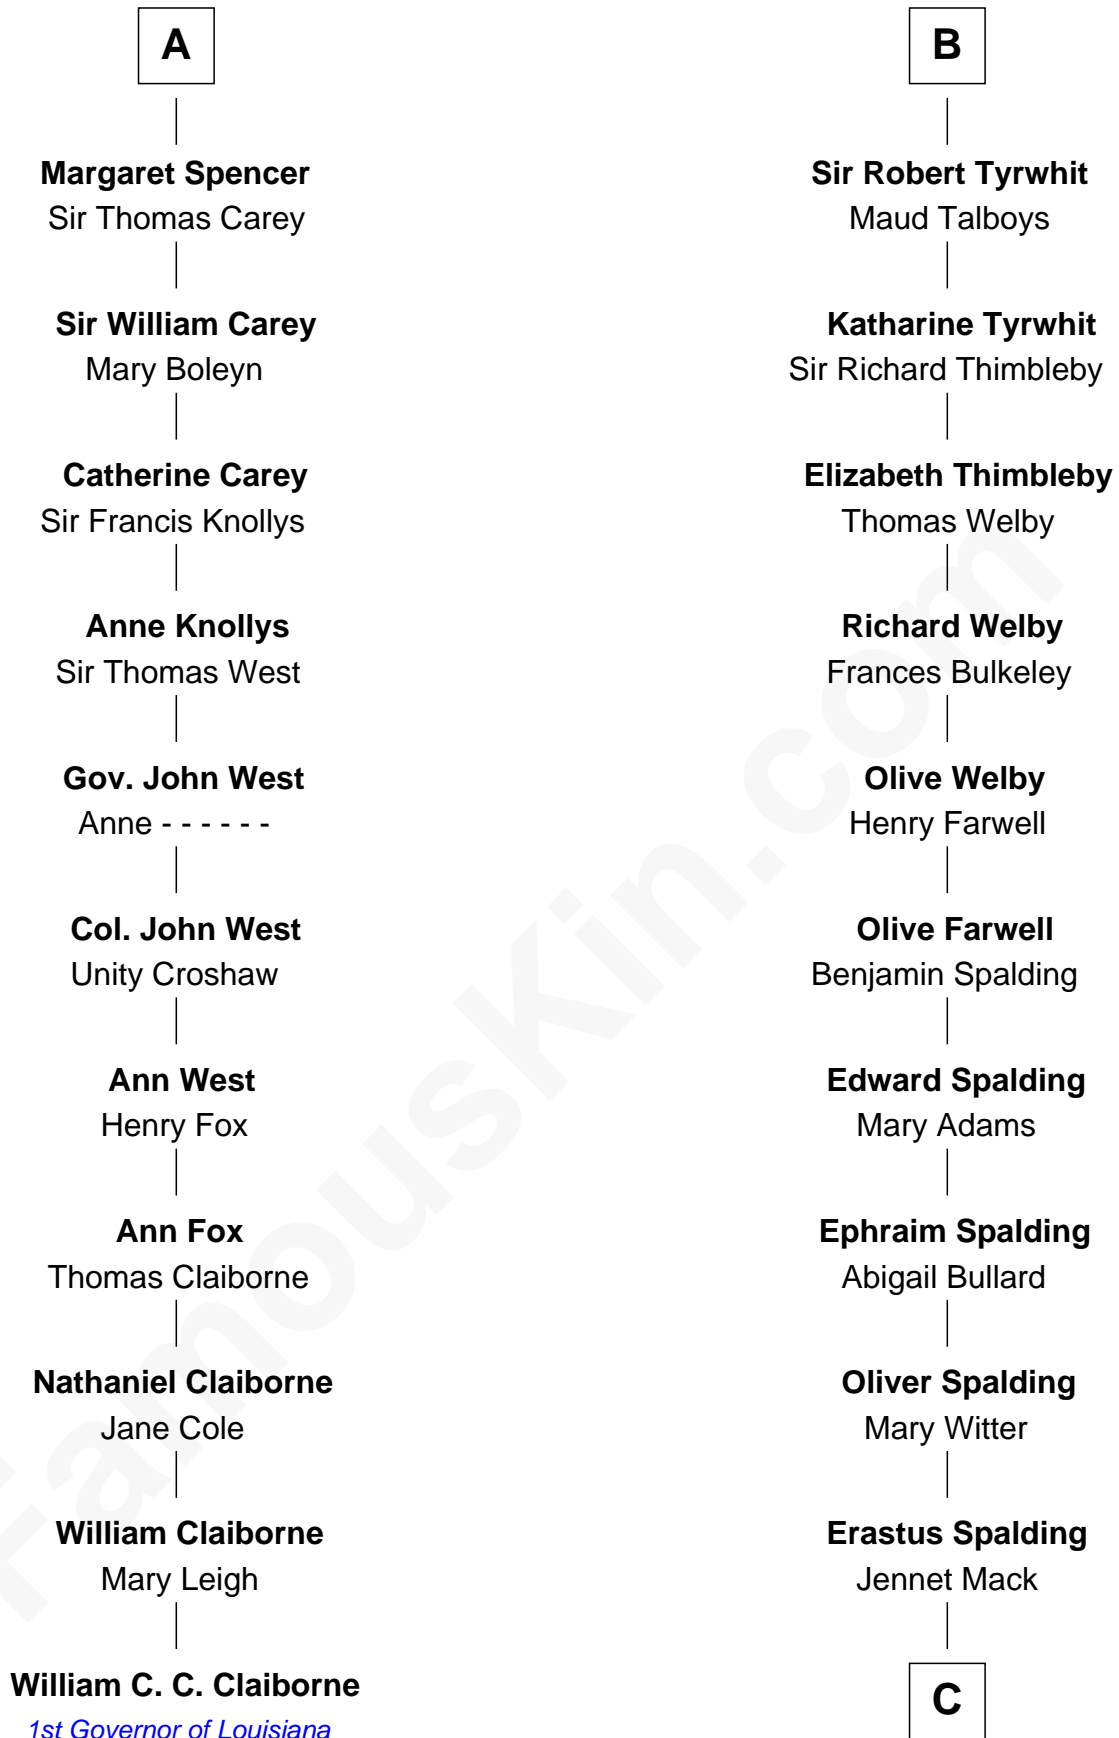 A
Margaret Spencer
Sir Thomas Carey
Sir William Carey
Mary Boleyn
Catherine Carey
Sir Francis Knollys
Anne Knollys
Sir Thomas West
Gov. John West
Anne - - - - - -
Col. John West
Unity Croshaw
Ann West
Henry Fox
Ann Fox
Thomas Claiborne
Nathaniel Claiborne
Jane Cole
William Claiborne
Mary Leigh
William C. C. Claiborne
1st Governor of Louisiana
B
Sir Robert Tyrwhit
Maud Talboys
Katharine Tyrwhit
Sir Richard Thimbleby
Elizabeth Thimbleby
Thomas Welby
Richard Welby
Frances Bulkeley
Olive Welby
Henry Farwell
Olive Farwell
Benjamin Spalding
Edward Spalding
Mary Adams
Ephraim Spalding
Abigail Bullard
Oliver Spalding
Mary Witter
Erastus Spalding
Jennet Mack
C
FamousKin.com